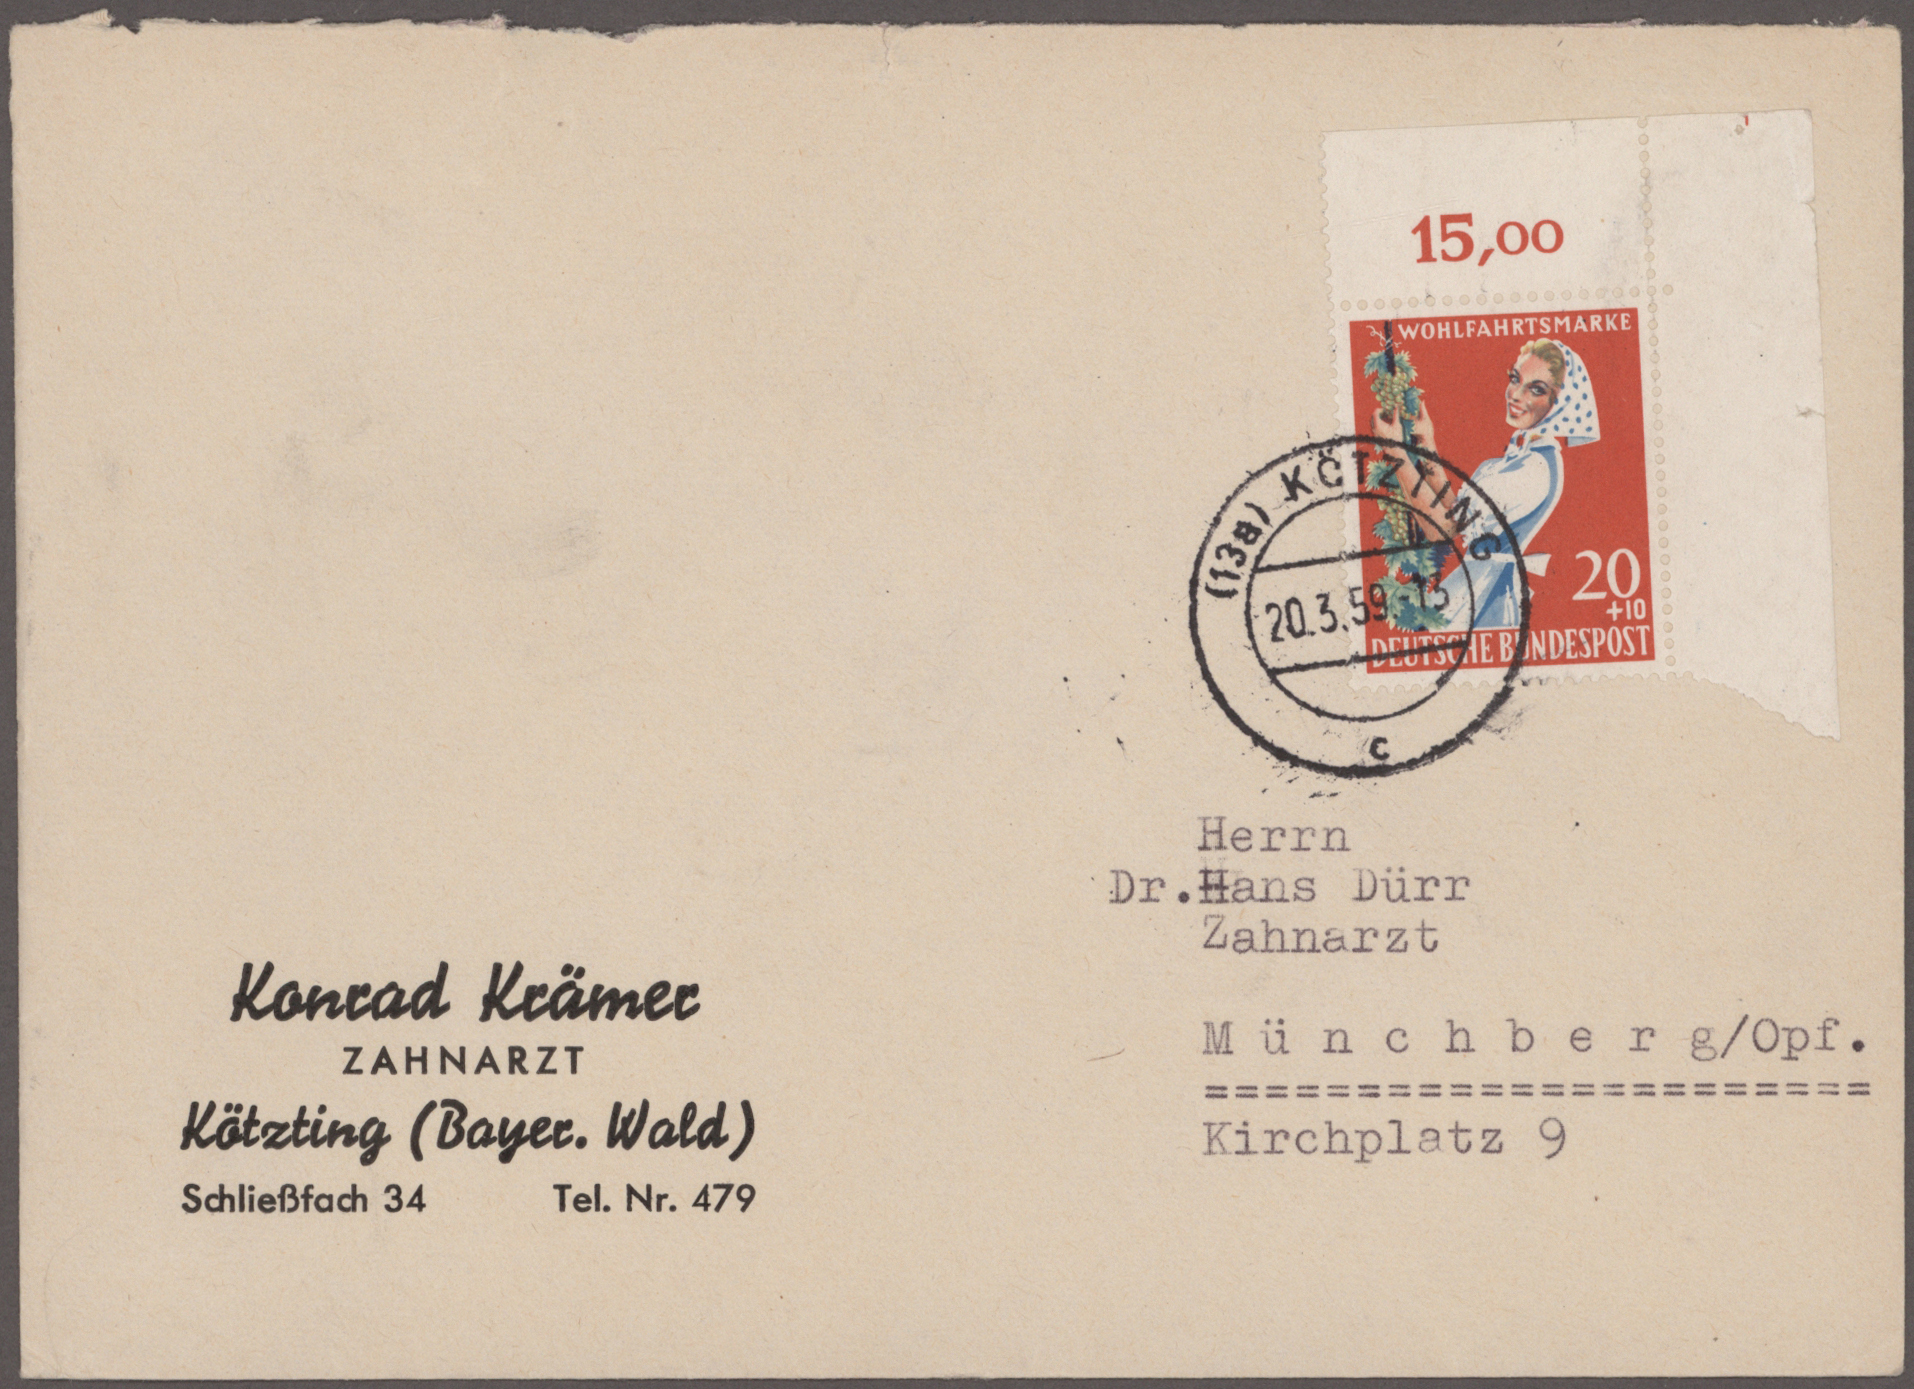 15,00
WOHLFAHRTSMARKE
20
+10
DEUTSCHE BUNDESPOST
(13a) KÖTZTING
20.3.59.-13
c
Herrn
Dr.Hans Dürr
Zahnarzt
M ü n c h b e r g/Opf.
======================
Kirchplatz 9
Konrad Krämer
ZAHNARZT
Kötzting (Bayer. Wald)
Schließfach 34 Tel. Nr. 479